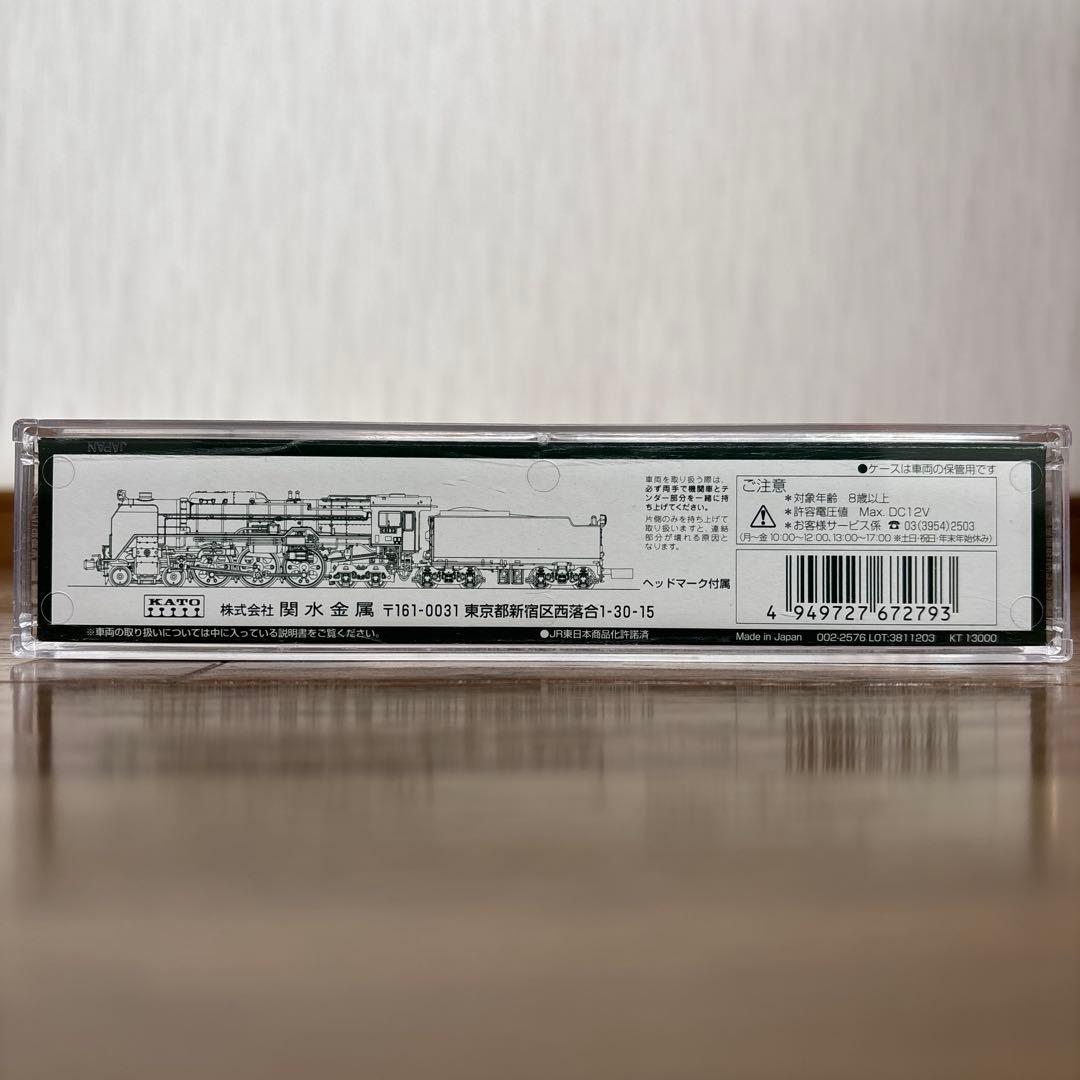 JAPAN
●ケースは車両の保管用です
車両を取り扱う際は、
必ず両手で機関車とテ
ンダー部分を一緒に持
ち上げてください。
片側のみを持ち上げて
取り扱いますと、連結
部分が壊れる原因と
なります。
ヘッドマーク付属
ご注意
*対象年齢 8歳以上
*許容電圧値 Max. DC12V
*お客様サービス係 ☎ 03(3954)2503
(月〜金 10:00〜12:00, 13:00〜17:00 ※土日・祝日・年末年始休み)
4 949727 672793
KATO
株式会社 関水金属 〒161-0031 東京都新宿区西落合1-30-15
※車両の取り扱いについては中に入っている説明書をご覧ください。
●JR東日本商品化許諾済
Made in Japan 002-2576 LOT:3811203 KT 13000